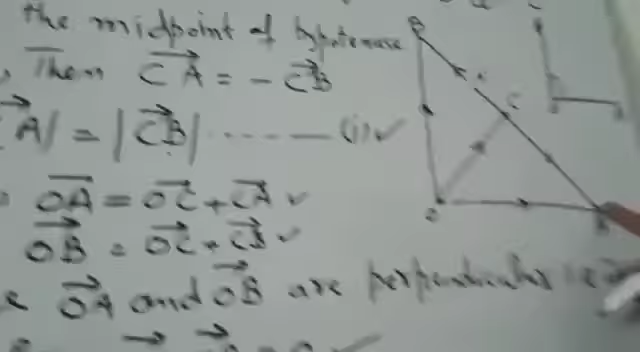 the midpoint of hypotenuse
Then CA→ = - CB→
A→| = |CB→| ...... (i) ✓
OA→ = OC→ + CA→ ✓
OB→ = OC→ + CB→ ✓
OA→ and OB→ are perpendicular
B
C
O